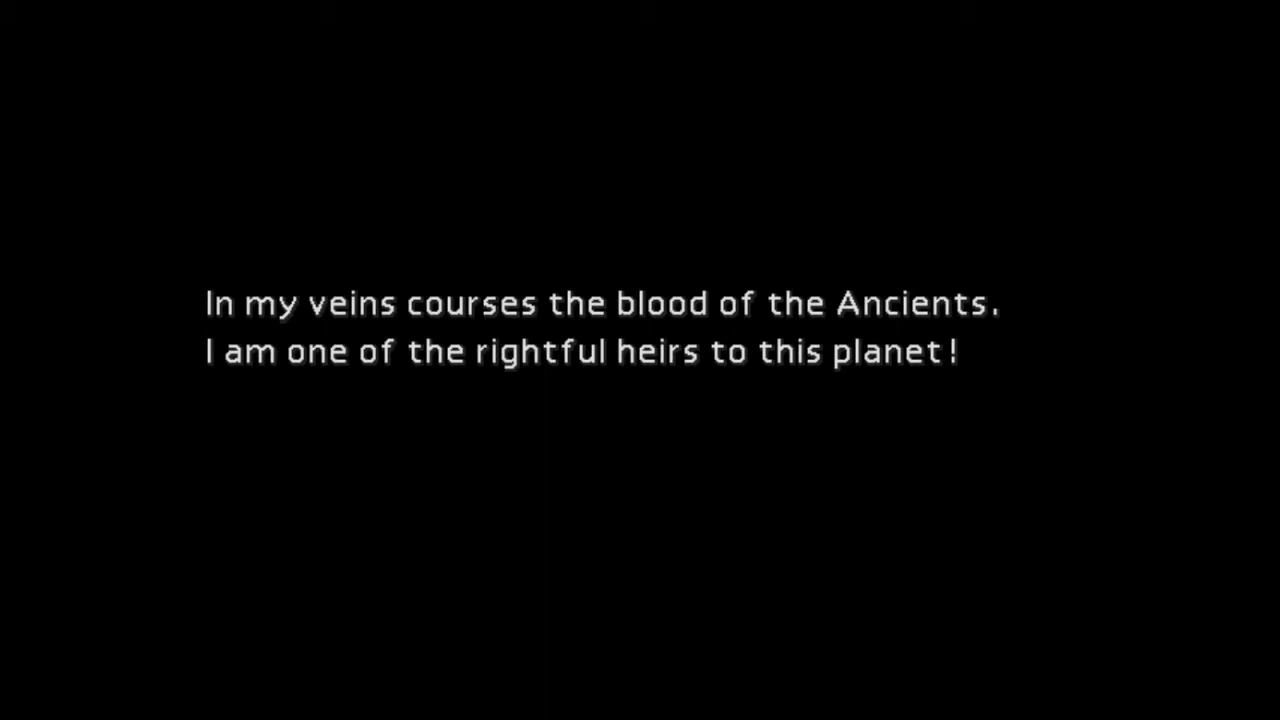 In my veins courses the blood of the Ancients.
I am one of the rightful heirs to this planet!